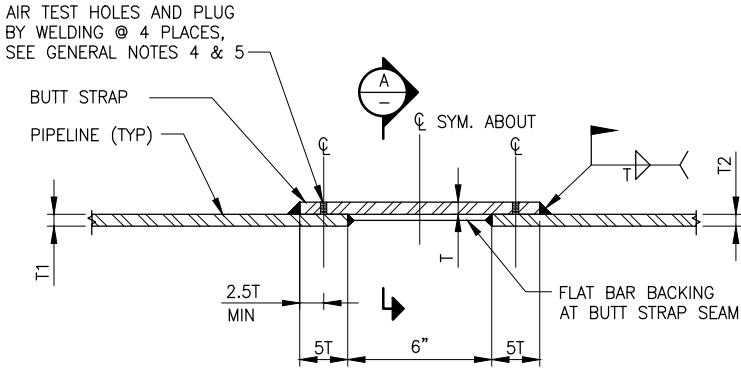 AIR TEST HOLES AND PLUG
BY WELDING @ 4 PLACES,
SEE GENERAL NOTES 4 & 5
BUTT STRAP
PIPELINE (TYP)
A
–
℄ SYM. ABOUT
℄
℄
T
T2
T1
T
2.5T
MIN
FLAT BAR BACKING
AT BUTT STRAP SEAM
5T
6"
5T